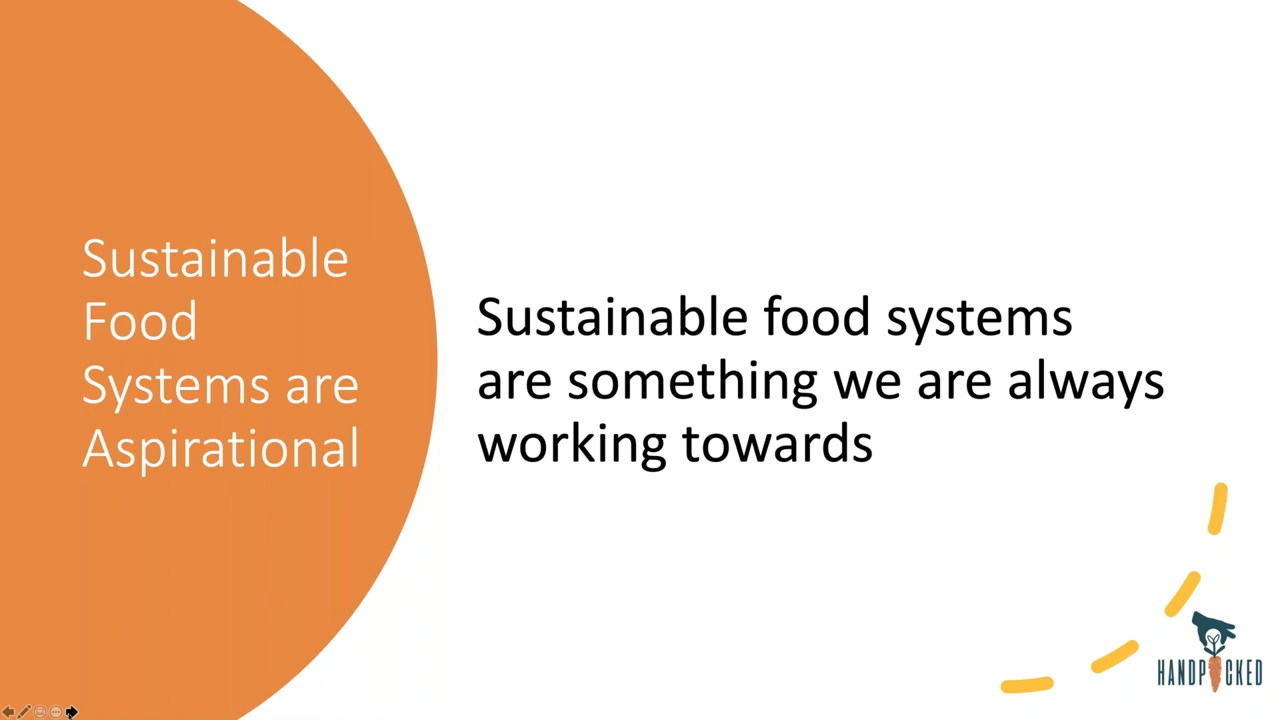 Sustainable
Food
Systems are
Aspirational
Sustainable food systems
are something we are always
working towards
HANDPICKED